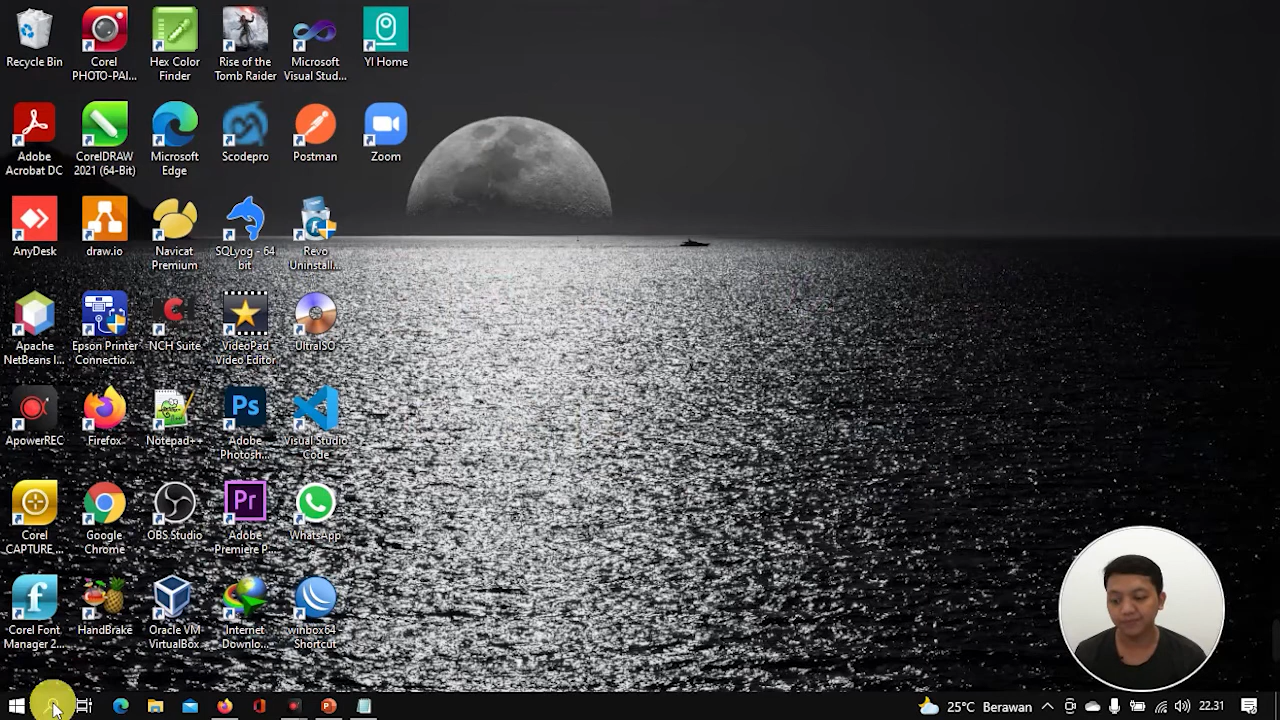 Recycle Bin
Corel
PHOTO-PAI...
Hex Color
Finder
Rise of the
Tomb Raider
Microsoft
Visual Stud...
YI Home
Adobe
Acrobat DC
CorelDRAW
2021 (64-Bit)
Microsoft
Edge
Scodepro
Postman
Zoom
AnyDesk
draw.io
Navicat
Premium
SQLyog - 64
bit
Revo
Uninstall...
Apache
NetBeans I...
Epson Printer
Connectio...
NCH Suite
VideoPad
Video Editor
UltraISO
ApowerREC
Firefox
Notepad++
Ps
Adobe
Photosh...
Visual Studio
Code
Corel
CAPTURE ...
Google
Chrome
OBS Studio
Pr
Adobe
Premiere P...
WhatsApp
f
Corel Font
Manager 2...
HandBrake
Oracle VM
VirtualBox
Internet
Downlo...
winbox64 -
Shortcut
25°C Berawan
22.31